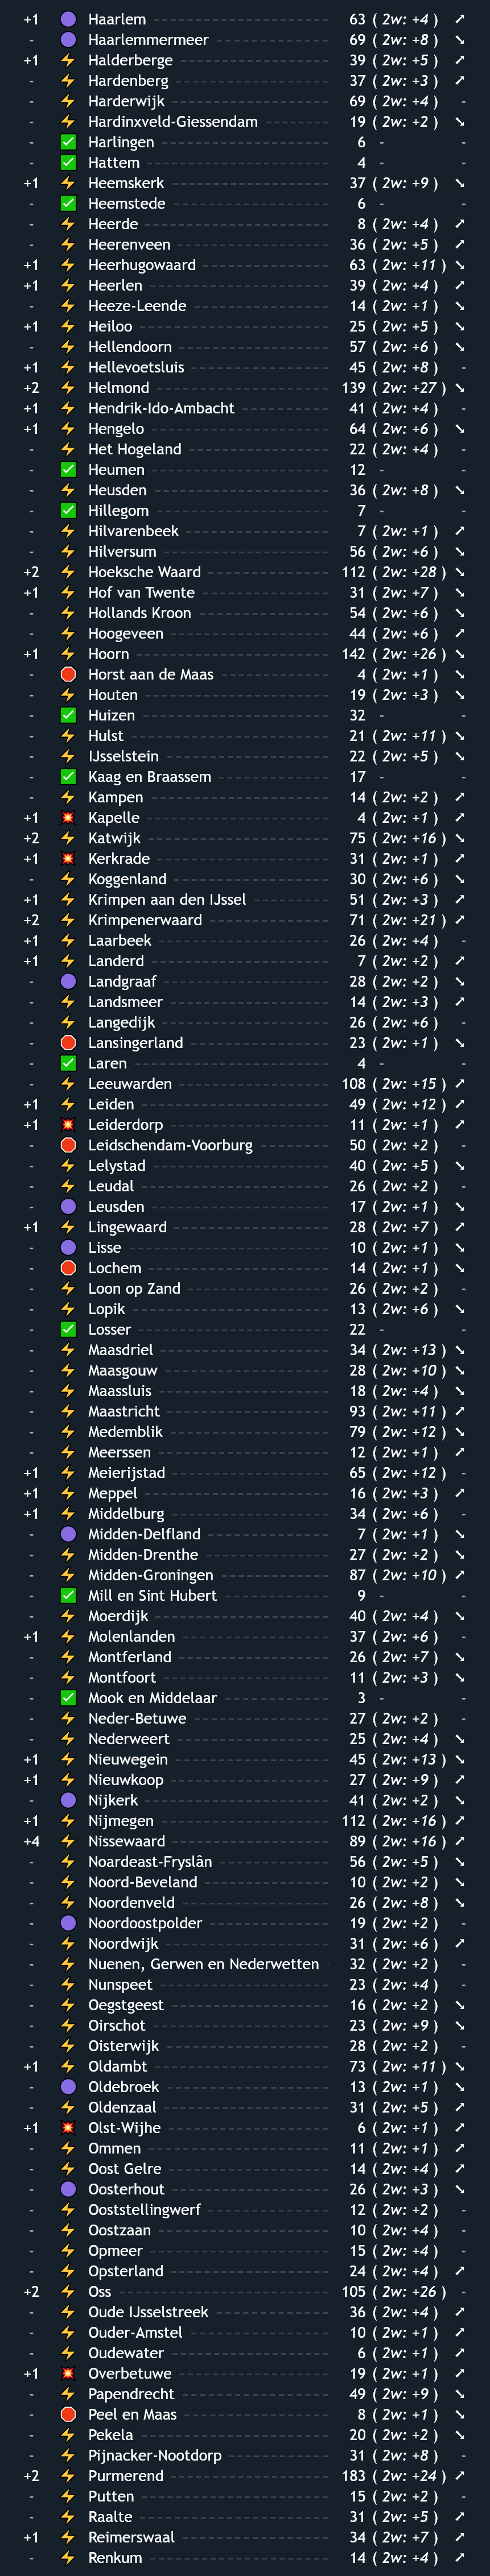 +1 Haarlem 63 ( 2w: +4 ) ↗
- Haarlemmermeer 69 ( 2w: +8 ) ↘
+1 Halderberge 39 ( 2w: +5 ) ↗
- Hardenberg 37 ( 2w: +3 ) ↗
- Harderwijk 69 ( 2w: +4 ) -
- Hardinxveld-Giessendam 19 ( 2w: +2 ) ↘
- Harlingen 6 - -
- Hattem 4 - -
+1 Heemskerk 37 ( 2w: +9 ) ↘
- Heemstede 6 - -
- Heerde 8 ( 2w: +4 ) ↗
- Heerenveen 36 ( 2w: +5 ) ↗
+1 Heerhugowaard 63 ( 2w: +11 ) ↘
+1 Heerlen 39 ( 2w: +4 ) ↗
- Heeze-Leende 14 ( 2w: +1 ) ↘
+1 Heiloo 25 ( 2w: +5 ) ↘
- Hellendoorn 57 ( 2w: +6 ) ↘
+1 Hellevoetsluis 45 ( 2w: +8 ) -
+2 Helmond 139 ( 2w: +27 ) ↘
+1 Hendrik-Ido-Ambacht 41 ( 2w: +4 ) -
+1 Hengelo 64 ( 2w: +6 ) ↘
- Het Hogeland 22 ( 2w: +4 ) -
- Heumen 12 - -
- Heusden 36 ( 2w: +8 ) ↘
- Hillegom 7 - -
- Hilvarenbeek 7 ( 2w: +1 ) ↗
- Hilversum 56 ( 2w: +6 ) ↘
+2 Hoeksche Waard 112 ( 2w: +28 ) ↘
+1 Hof van Twente 31 ( 2w: +7 ) ↘
- Hollands Kroon 54 ( 2w: +6 ) ↘
- Hoogeveen 44 ( 2w: +6 ) ↗
+1 Hoorn 142 ( 2w: +26 ) ↘
- Horst aan de Maas 4 ( 2w: +1 ) ↘
- Houten 19 ( 2w: +3 ) ↘
- Huizen 32 - -
- Hulst 21 ( 2w: +11 ) ↘
- IJsselstein 22 ( 2w: +5 ) ↘
- Kaag en Braassem 17 - -
- Kampen 14 ( 2w: +2 ) ↗
+1 Kapelle 4 ( 2w: +1 ) ↗
+2 Katwijk 75 ( 2w: +16 ) ↘
+1 Kerkrade 31 ( 2w: +1 ) ↗
- Koggenland 30 ( 2w: +6 ) ↘
+1 Krimpen aan den IJssel 51 ( 2w: +3 ) ↗
+2 Krimpenerwaard 71 ( 2w: +21 ) ↗
+1 Laarbeek 26 ( 2w: +4 ) -
+1 Landerd 7 ( 2w: +2 ) ↗
- Landgraaf 28 ( 2w: +2 ) ↘
- Landsmeer 14 ( 2w: +3 ) ↗
- Langedijk 26 ( 2w: +6 ) -
- Lansingerland 23 ( 2w: +1 ) ↘
- Laren 4 - -
- Leeuwarden 108 ( 2w: +15 ) ↗
+1 Leiden 49 ( 2w: +12 ) ↗
+1 Leiderdorp 11 ( 2w: +1 ) ↗
- Leidschendam-Voorburg 50 ( 2w: +2 ) -
- Lelystad 40 ( 2w: +5 ) ↘
- Leudal 26 ( 2w: +2 ) -
- Leusden 17 ( 2w: +1 ) ↘
+1 Lingewaard 28 ( 2w: +7 ) ↗
- Lisse 10 ( 2w: +1 ) ↘
- Lochem 14 ( 2w: +1 ) ↘
- Loon op Zand 26 ( 2w: +2 ) -
- Lopik 13 ( 2w: +6 ) ↘
- Losser 22 - -
- Maasdriel 34 ( 2w: +13 ) ↘
- Maasgouw 28 ( 2w: +10 ) ↘
- Maassluis 18 ( 2w: +4 ) ↘
- Maastricht 93 ( 2w: +11 ) ↗
- Medemblik 79 ( 2w: +12 ) ↘
- Meerssen 12 ( 2w: +1 ) ↗
+1 Meierijstad 65 ( 2w: +12 ) -
+1 Meppel 16 ( 2w: +3 ) ↗
+1 Middelburg 34 ( 2w: +6 ) -
- Midden-Delfland 7 ( 2w: +1 ) ↘
- Midden-Drenthe 27 ( 2w: +2 ) ↘
- Midden-Groningen 87 ( 2w: +10 ) ↗
- Mill en Sint Hubert 9 - -
- Moerdijk 40 ( 2w: +4 ) ↘
+1 Molenlanden 37 ( 2w: +6 ) -
- Montferland 26 ( 2w: +7 ) ↘
- Montfoort 11 ( 2w: +3 ) ↘
- Mook en Middelaar 3 - -
- Neder-Betuwe 27 ( 2w: +2 ) -
- Nederweert 25 ( 2w: +4 ) ↘
+1 Nieuwegein 45 ( 2w: +13 ) ↘
+1 Nieuwkoop 27 ( 2w: +9 ) ↗
- Nijkerk 41 ( 2w: +2 ) ↘
+1 Nijmegen 112 ( 2w: +16 ) ↗
+4 Nissewaard 89 ( 2w: +16 ) ↗
- Noardeast-Fryslân 56 ( 2w: +5 ) ↘
- Noord-Beveland 10 ( 2w: +2 ) ↘
- Noordenveld 26 ( 2w: +8 ) ↘
- Noordoostpolder 19 ( 2w: +2 ) -
- Noordwijk 31 ( 2w: +6 ) ↗
- Nuenen, Gerwen en Nederwetten 32 ( 2w: +2 ) -
- Nunspeet 23 ( 2w: +4 ) -
- Oegstgeest 16 ( 2w: +2 ) ↘
- Oirschot 23 ( 2w: +9 ) ↘
- Oisterwijk 28 ( 2w: +2 ) -
+1 Oldambt 73 ( 2w: +11 ) ↘
- Oldebroek 13 ( 2w: +1 ) ↘
- Oldenzaal 31 ( 2w: +5 ) ↗
+1 Olst-Wijhe 6 ( 2w: +1 ) ↗
- Ommen 11 ( 2w: +1 ) ↗
- Oost Gelre 14 ( 2w: +4 ) ↗
- Oosterhout 26 ( 2w: +3 ) ↘
- Ooststellingwerf 12 ( 2w: +2 ) -
- Oostzaan 10 ( 2w: +4 ) -
- Opmeer 15 ( 2w: +4 ) -
- Opsterland 24 ( 2w: +4 ) ↗
+2 Oss 105 ( 2w: +26 ) -
- Oude IJsselstreek 36 ( 2w: +4 ) ↗
- Ouder-Amstel 10 ( 2w: +1 ) ↗
- Oudewater 6 ( 2w: +1 ) ↗
+1 Overbetuwe 19 ( 2w: +1 ) ↗
- Papendrecht 49 ( 2w: +9 ) ↘
- Peel en Maas 8 ( 2w: +1 ) ↘
- Pekela 20 ( 2w: +2 ) ↘
- Pijnacker-Nootdorp 31 ( 2w: +8 ) -
+2 Purmerend 183 ( 2w: +24 ) ↗
- Putten 15 ( 2w: +2 ) -
- Raalte 31 ( 2w: +5 ) ↗
+1 Reimerswaal 34 ( 2w: +7 ) ↗
- Renkum 14 ( 2w: +4 ) ↗